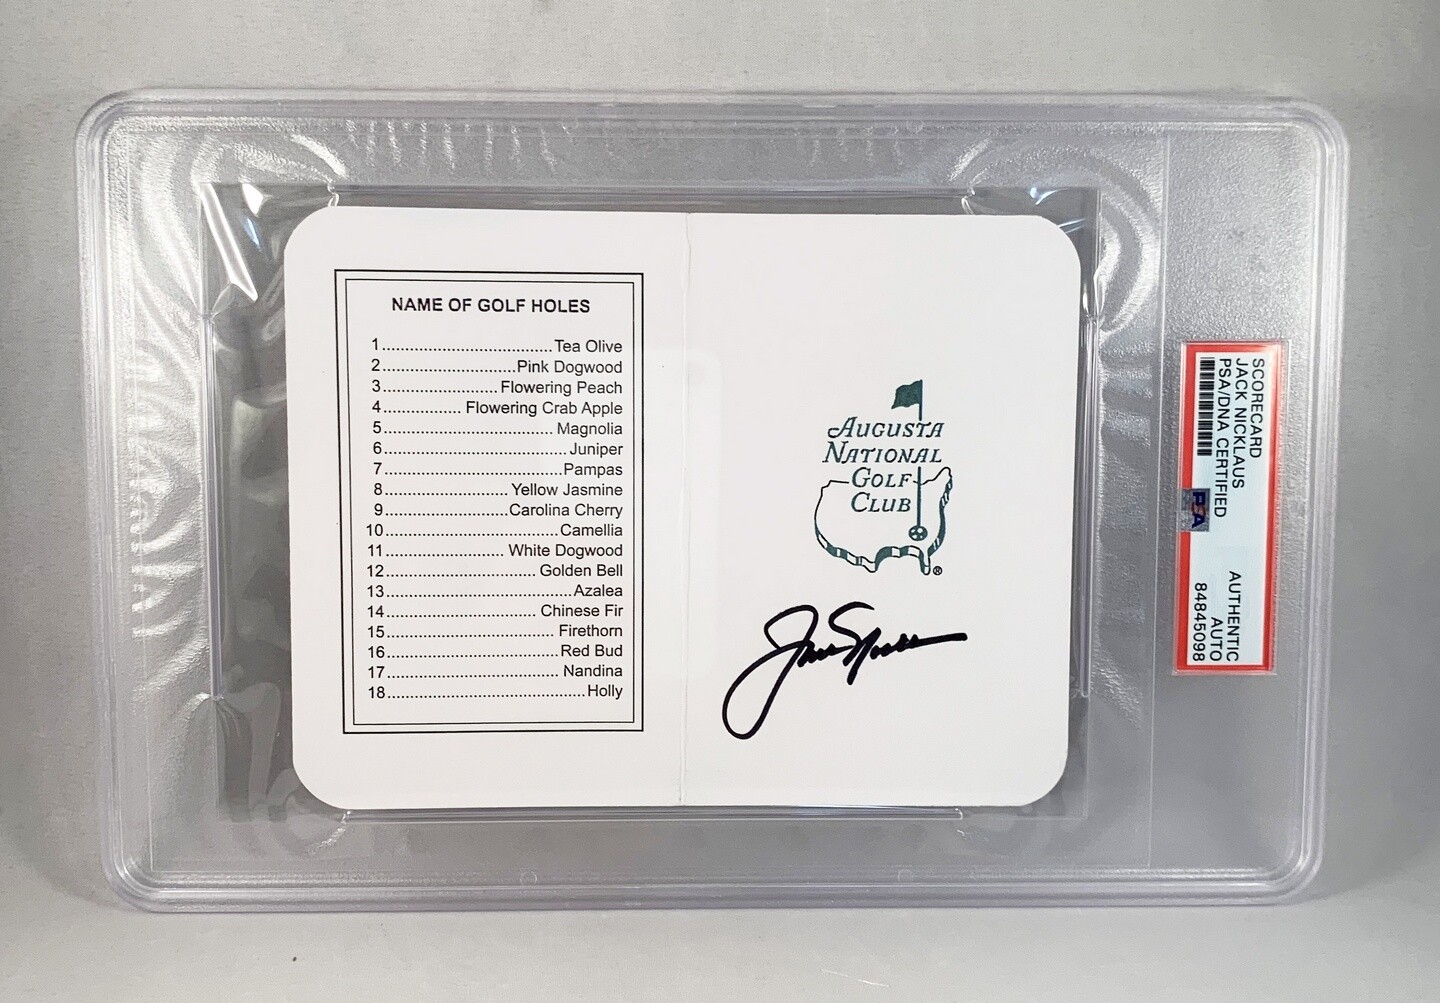 NAME OF GOLF HOLES
1........................................Tea Olive
2................................Pink Dogwood
3...........................Flowering Peach
4.................. Flowering Crab Apple
5........................................ Magnolia
6............................................Juniper
7...........................................Pampas
8............................. Yellow Jasmine
9..............................Carolina Cherry
10.........................................Camellia
11............................ White Dogwood
12.................................... Golden Bell
13............................................Azalea
14.................................... Chinese Fir
15........................................ Firethorn
16.........................................Red Bud
17......................................... Nandina
18...............................................Holly
AUGUSTA
NATIONAL
GOLF
CLUB
®
Jack Nicklaus
SCORECARD
JACK NICKLAUS
PSA/DNA CERTIFIED
AUTHENTIC
AUTO
84845098
PSA